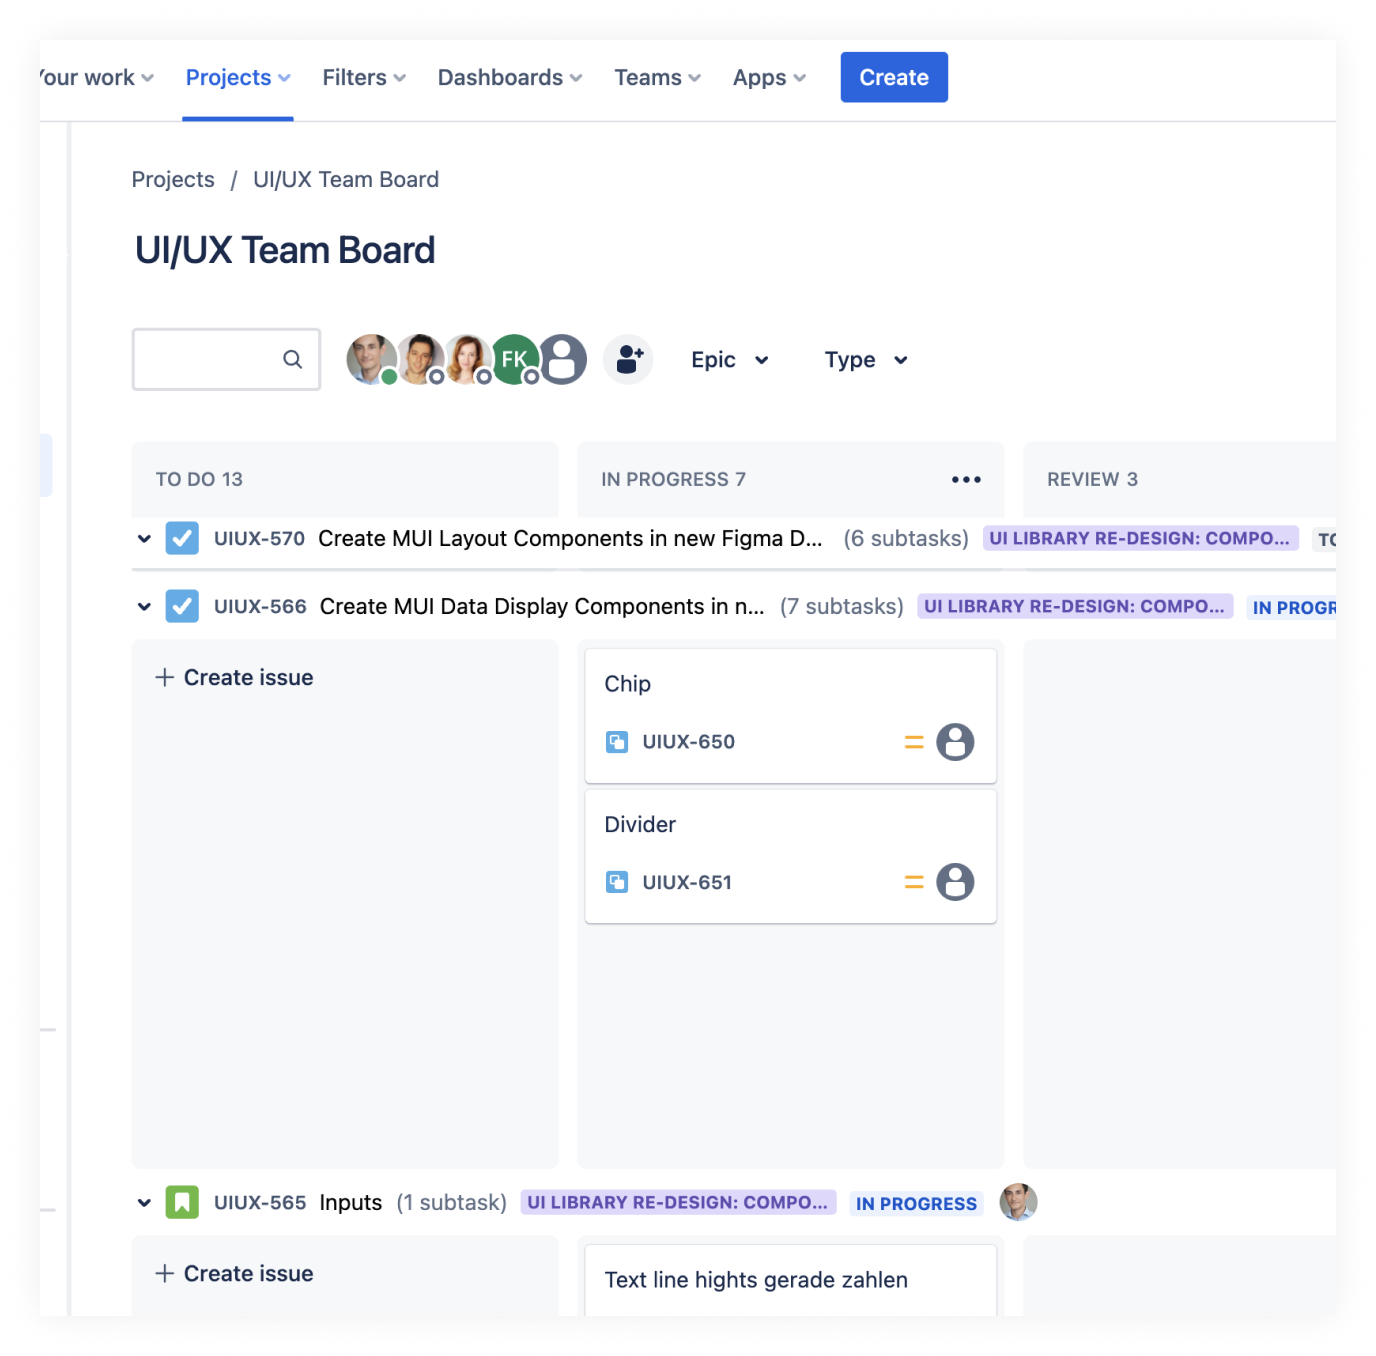 Your work Projects Filters Dashboards Teams Apps Create
Projects / UI/UX Team Board
UI/UX Team Board
FK Epic Type
TO DO 13 IN PROGRESS 7 REVIEW 3
UIUX-570 Create MUI Layout Components in new Figma D... (6 subtasks) UI LIBRARY RE-DESIGN: COMPO... TO
UIUX-566 Create MUI Data Display Components in n... (7 subtasks) UI LIBRARY RE-DESIGN: COMPO... IN PROGR
+ Create issue
Chip
UIUX-650
Divider
UIUX-651
UIUX-565 Inputs (1 subtask) UI LIBRARY RE-DESIGN: COMPO... IN PROGRESS
+ Create issue
Text line hights gerade zahlen